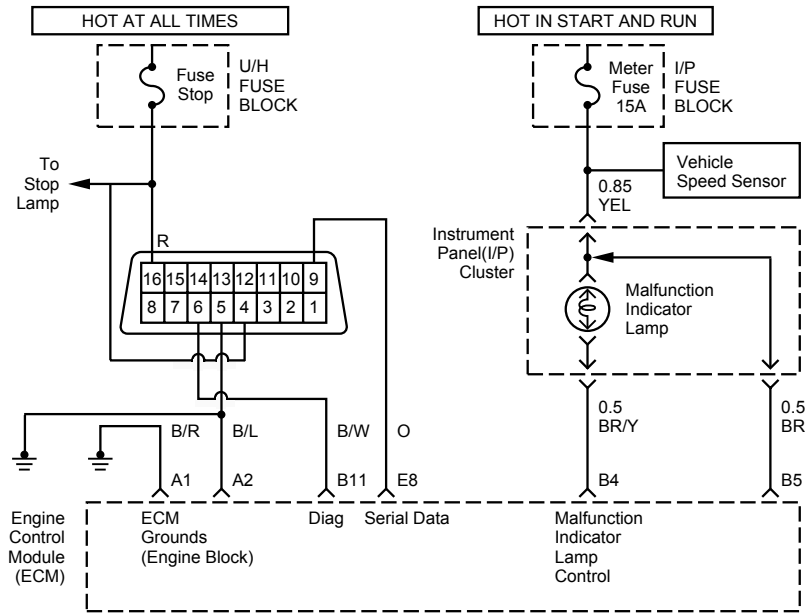 HOT AT ALL TIMES
HOT IN START AND RUN
Fuse
Stop
U/H
FUSE
BLOCK
Meter
Fuse
15A
I/P
FUSE
BLOCK
To
Stop
Lamp
Vehicle
Speed Sensor
0.85
YEL
R
Instrument
Panel(I/P)
Cluster
16 15 14 13 12 11 10 9
8 7 6 5 4 3 2 1
Malfunction
Indicator
Lamp
0.5
BR/Y
0.5
BR
B/R
B/L
B/W
O
A1
A2
B11
E8
B4
B5
Engine
Control
Module
(ECM)
ECM
Grounds
(Engine Block)
Diag
Serial Data
Malfunction
Indicator
Lamp
Control